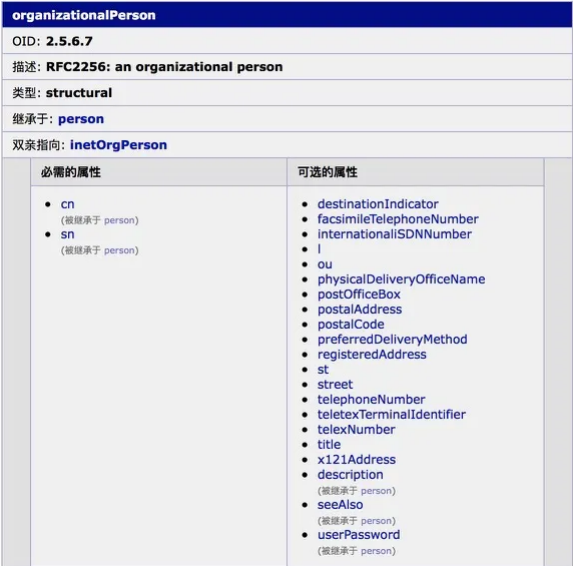 organizationalPerson
OID: 2.5.6.7
描述: RFC2256: an organizational person
类型: structural
继承于: person
双亲指向: inetOrgPerson
必需的属性
cn
(被继承于 person)
sn
(被继承于 person)
可选的属性
destinationIndicator
facsimileTelephoneNumber
internationaliSDNNumber
l
ou
physicalDeliveryOfficeName
postOfficeBox
postalAddress
postalCode
preferredDeliveryMethod
registeredAddress
st
street
telephoneNumber
teletexTerminalIdentifier
telexNumber
title
x121Address
description
(被继承于 person)
seeAlso
(被继承于 person)
userPassword
(被继承于 person)